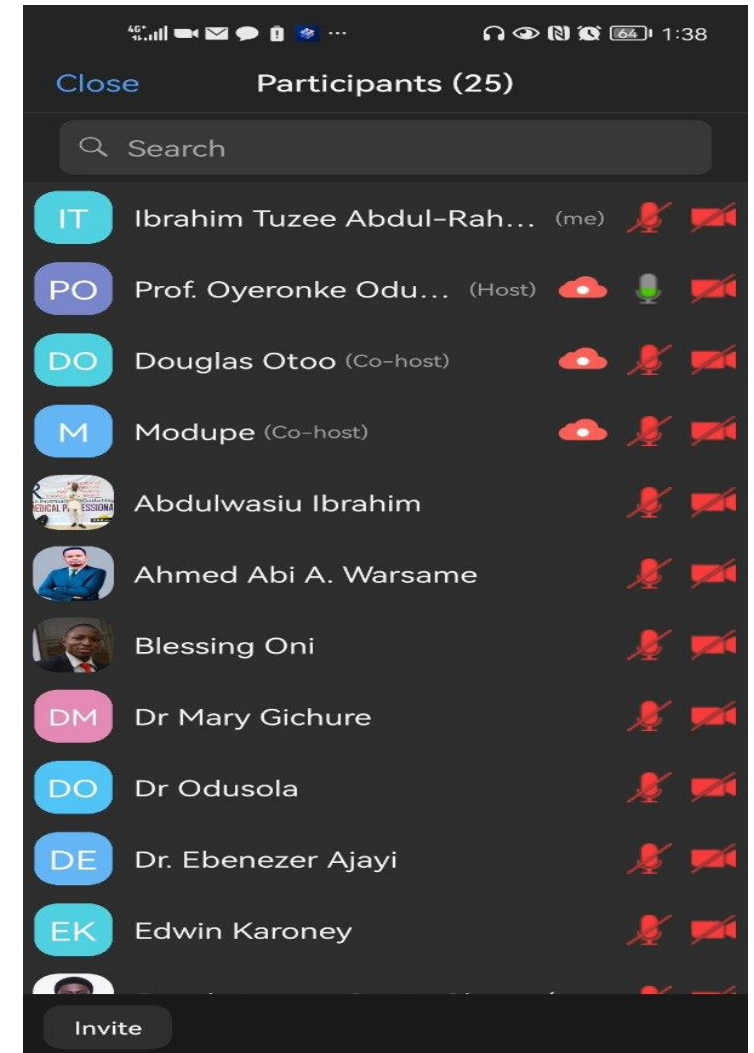 4G+ 64 1:38
Close Participants (25)
Search
IT Ibrahim Tuzee Abdul-Rah... (me)
PO Prof. Oyeronke Odu... (Host)
DO Douglas Otoo (Co-host)
M Modupe (Co-host)
Abdulwasiu Ibrahim
Ahmed Abi A. Warsame
Blessing Oni
DM Dr Mary Gichure
DO Dr Odusola
DE Dr. Ebenezer Ajayi
EK Edwin Karoney
Invite